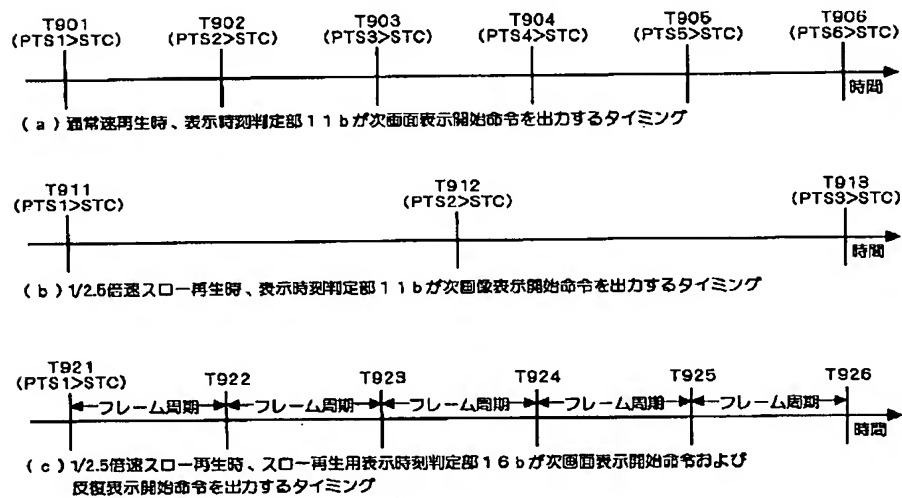 T901 T902 T903 T904 T905 T906
(PTS1>STC) (PTS2>STC) (PTS3>STC) (PTS4>STC) (PTS5>STC) (PTS6>STC)
時間
(a)通常速再生時、表示時刻判定部11bが次画面表示開始命令を出力するタイミング
T911 T912 T913
(PTS1>STC) (PTS2>STC) (PTS3>STC)
時間
(b)1/2.5倍速スロー再生時、表示時刻判定部11bが次画像表示開始命令を出力するタイミング
T921 T922 T923 T924 T925 T926
(PTS1>STC)
フレーム周期 フレーム周期 フレーム周期 フレーム周期 フレーム周期
時間
(c)1/2.5倍速スロー再生時、スロー再生用表示時刻判定部16bが次画面表示開始命令および
反復表示開始命令を出力するタイミング